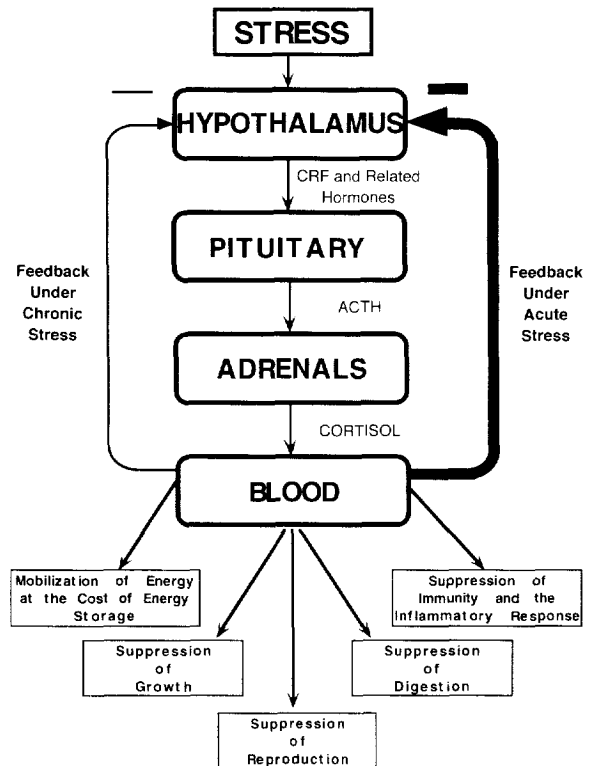 STRESS
HYPOTHALAMUS
CRF and Related
Hormones
PITUITARY
Feedback
Under
Chronic
Stress
Feedback
Under
Acute
Stress
ACTH
ADRENALS
CORTISOL
BLOOD
Mobilization of Energy
at the Cost of Energy
Storage
Suppression of
Immunity and the
Inflammatory Response
Suppression
of
Growth
Suppression
of
Digestion
Suppression
of
Reproduction